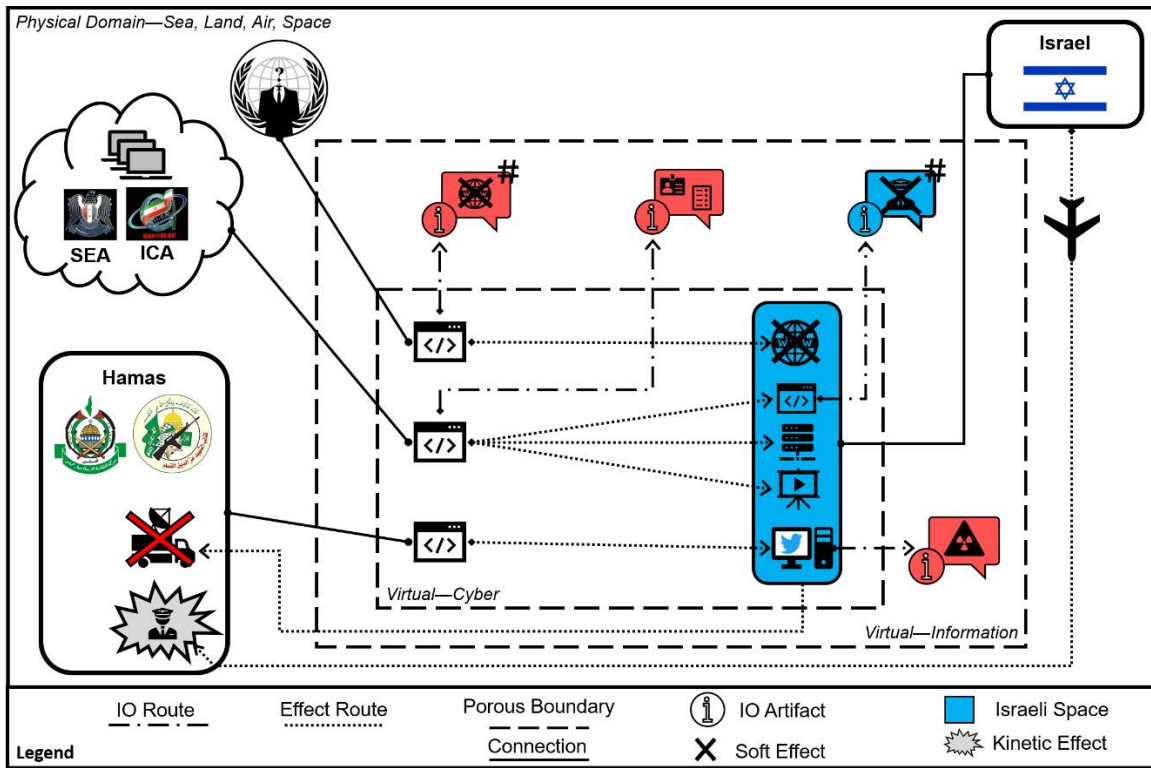 Physical Domain—Sea, Land, Air, Space
Israel
?
#
#
SEA
ICA
</>
W W
</>
Hamas
</>
</>
Virtual—Cyber
Virtual—Information
IO Route
Effect Route
Porous Boundary
IO Artifact
Israeli Space
Legend
Connection
Soft Effect
Kinetic Effect